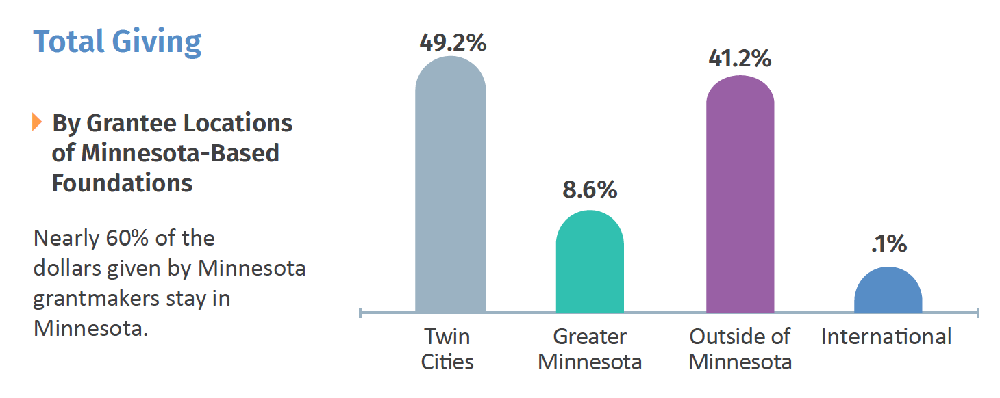 Total Giving
By Grantee Locations
of Minnesota-Based
Foundations
Nearly 60% of the
dollars given by Minnesota
grantmakers stay in
Minnesota.
49.2%
8.6%
41.2%
.1%
Twin
Cities
Greater
Minnesota
Outside of
Minnesota
International